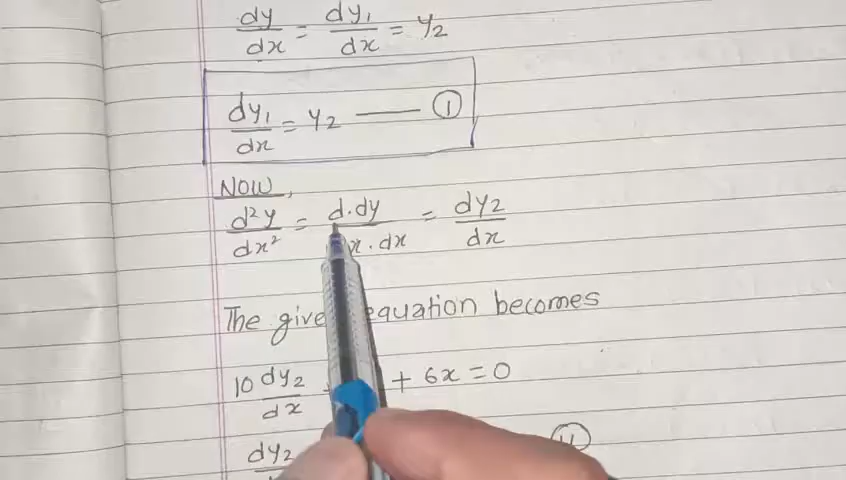 dy/dx = dy₁/dx = y₂
dy₁/dx = y₂ —— ①
Now,
d²y/dx² = d·dy/x·dx = dy₂/dx
The give equation becomes
10 dy₂/dx + 6x = 0
dy₂